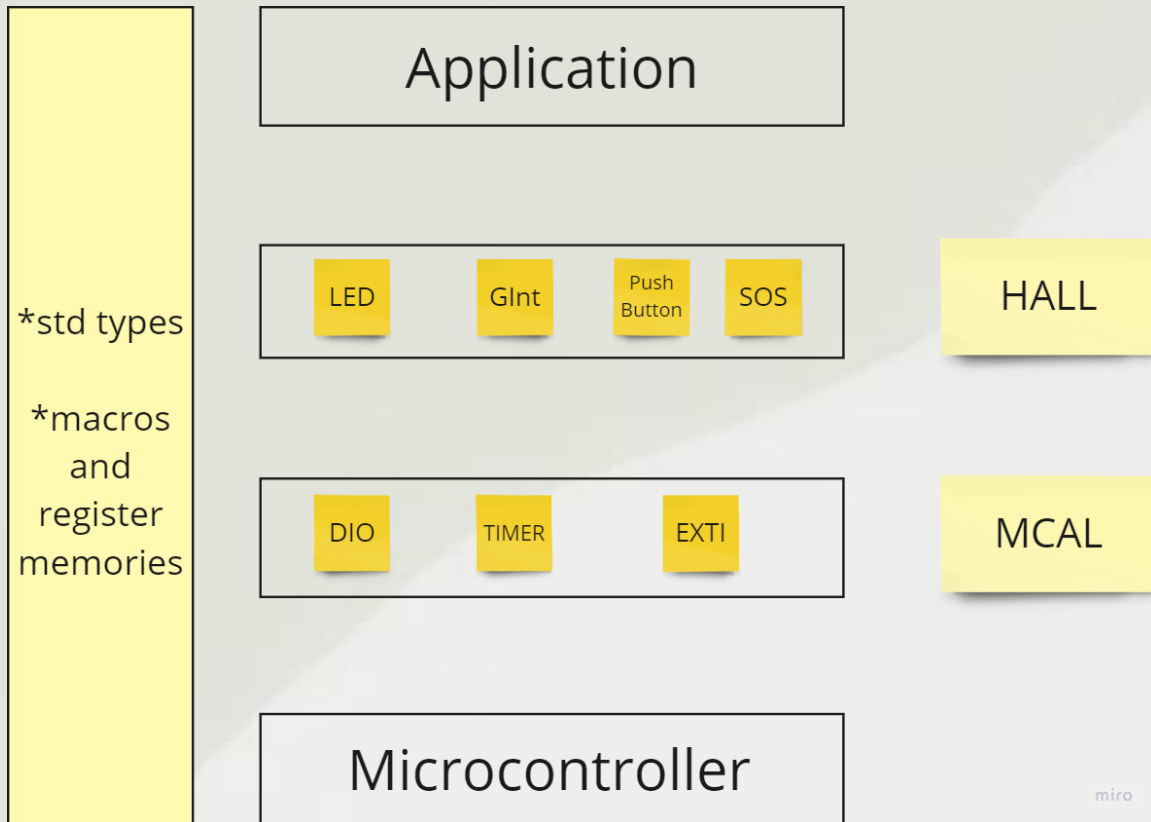 Application
LED
GInt
Push
Button
SOS
HALL
*std types
*macros
and
register
memories
DIO
TIMER
EXTI
MCAL
Microcontroller
miro